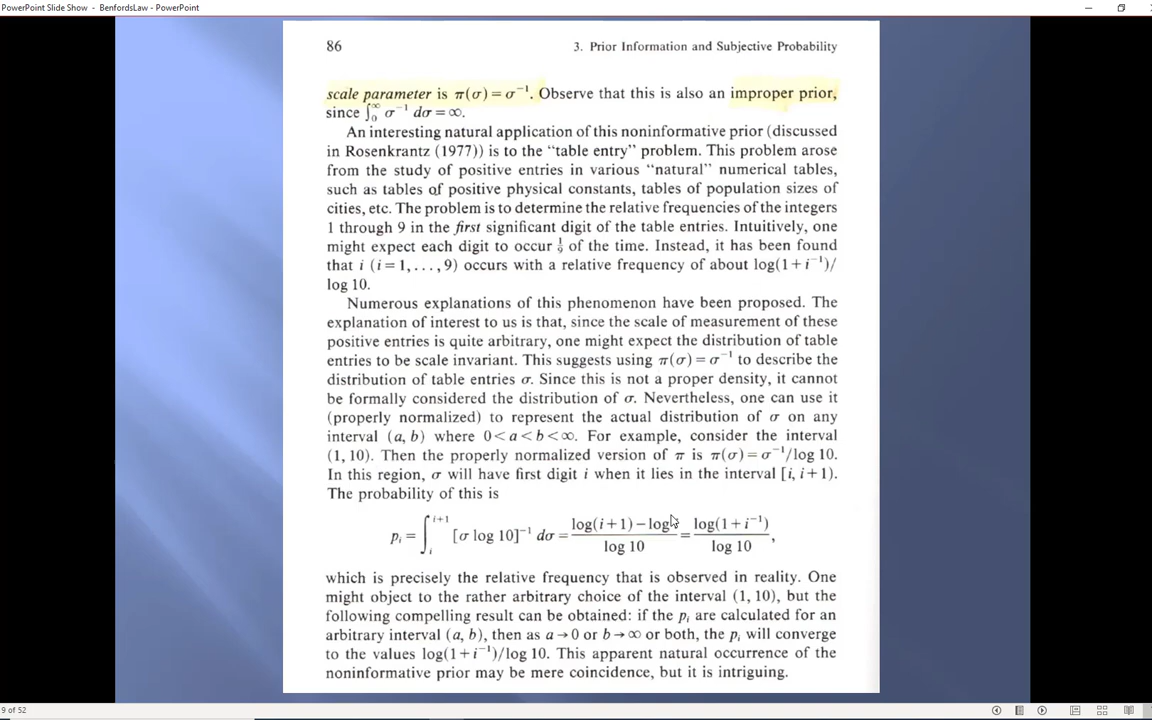 PowerPoint Slide Show - BenfordsLaw - PowerPoint
86 3. Prior Information and Subjective Probability
scale parameter is π(σ) = σ⁻¹. Observe that this is also an improper prior,
since ∫₀^∞ σ⁻¹ dσ = ∞.
An interesting natural application of this noninformative prior (discussed
in Rosenkrantz (1977)) is to the “table entry” problem. This problem arose
from the study of positive entries in various “natural” numerical tables,
such as tables of positive physical constants, tables of population sizes of
cities, etc. The problem is to determine the relative frequencies of the integers
1 through 9 in the first significant digit of the table entries. Intuitively, one
might expect each digit to occur 1/9 of the time. Instead, it has been found
that i (i = 1, . . . , 9) occurs with a relative frequency of about log(1 + i⁻¹)/
log 10.
Numerous explanations of this phenomenon have been proposed. The
explanation of interest to us is that, since the scale of measurement of these
positive entries is quite arbitrary, one might expect the distribution of table
entries to be scale invariant. This suggests using π(σ) = σ⁻¹ to describe the
distribution of table entries σ. Since this is not a proper density, it cannot
be formally considered the distribution of σ. Nevertheless, one can use it
(properly normalized) to represent the actual distribution of σ on any
interval (a, b) where 0 < a < b < ∞. For example, consider the interval
(1, 10). Then the properly normalized version of π is π(σ) = σ⁻¹/log 10.
In this region, σ will have first digit i when it lies in the interval [i, i + 1).
The probability of this is
pᵢ = ∫ᵢ^(i+1) [σ log 10]⁻¹ dσ = (log(i + 1) − log)/(log 10) = log(1 + i⁻¹)/log 10,
which is precisely the relative frequency that is observed in reality. One
might object to the rather arbitrary choice of the interval (1, 10), but the
following compelling result can be obtained: if the pᵢ are calculated for an
arbitrary interval (a, b), then as a → 0 or b → ∞ or both, the pᵢ will converge
to the values log(1 + i⁻¹)/log 10. This apparent natural occurrence of the
noninformative prior may be mere coincidence, but it is intriguing.
9 of 52